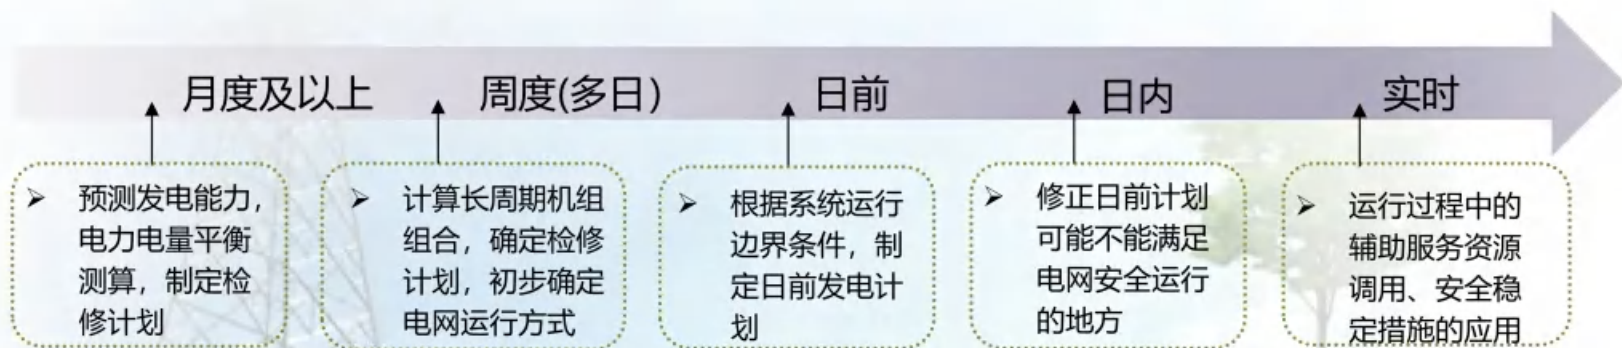 月度及以上
周度(多日)
日前
日内
实时
➢ 预测发电能力，
电力电量平衡
测算，制定检
修计划
➢ 计算长周期机组
组合，确定检修
计划，初步确定
电网运行方式
➢ 根据系统运行
边界条件，制
定日前发电计
划
➢ 修正日前计划
可能不能满足
电网安全运行
的地方
➢ 运行过程中的
辅助服务资源
调用、安全稳
定措施的应用